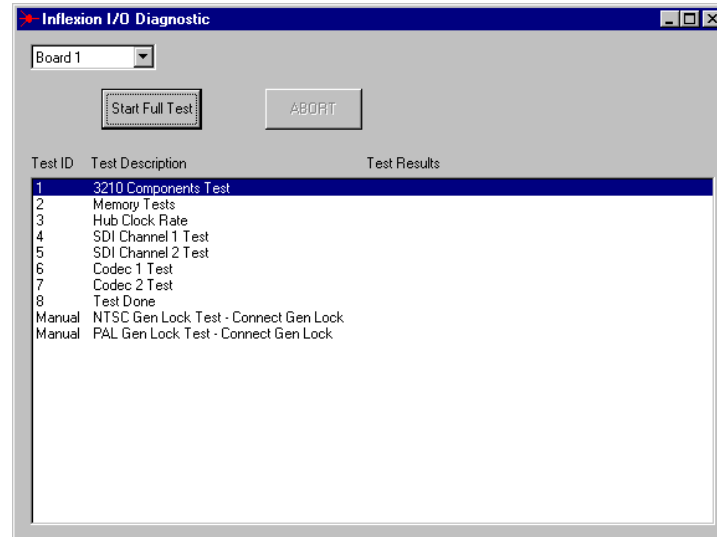 Inflexion I/O Diagnostic
Board 1
Start Full Test ABORT
Test ID Test Description Test Results
1 3210 Components Test
2 Memory Tests
3 Hub Clock Rate
4 SDI Channel 1 Test
5 SDI Channel 2 Test
6 Codec 1 Test
7 Codec 2 Test
8 Test Done
Manual NTSC Gen Lock Test - Connect Gen Lock
Manual PAL Gen Lock Test - Connect Gen Lock